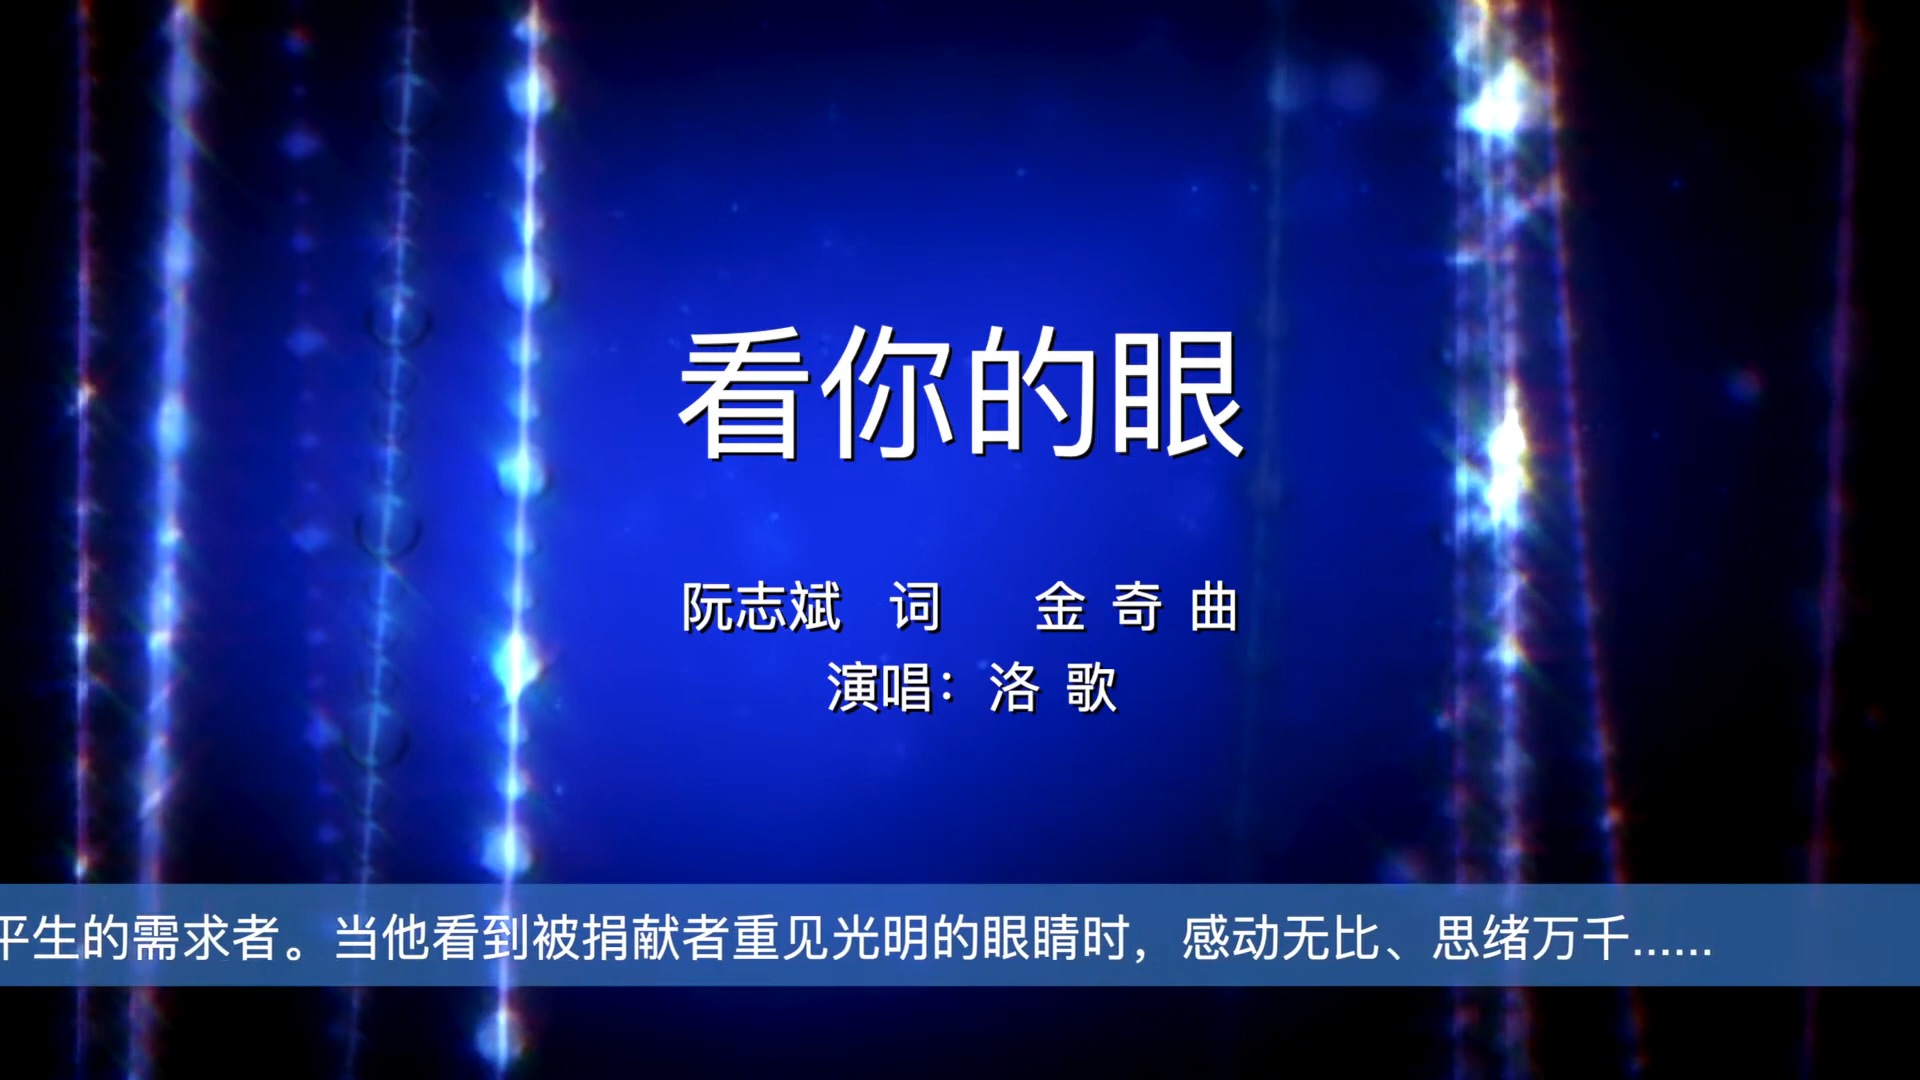 看你的眼
阮志斌 词 金 奇 曲
演唱：洛 歌
平生的需求者。当他看到被捐献者重见光明的眼睛时，感动无比、思绪万千......